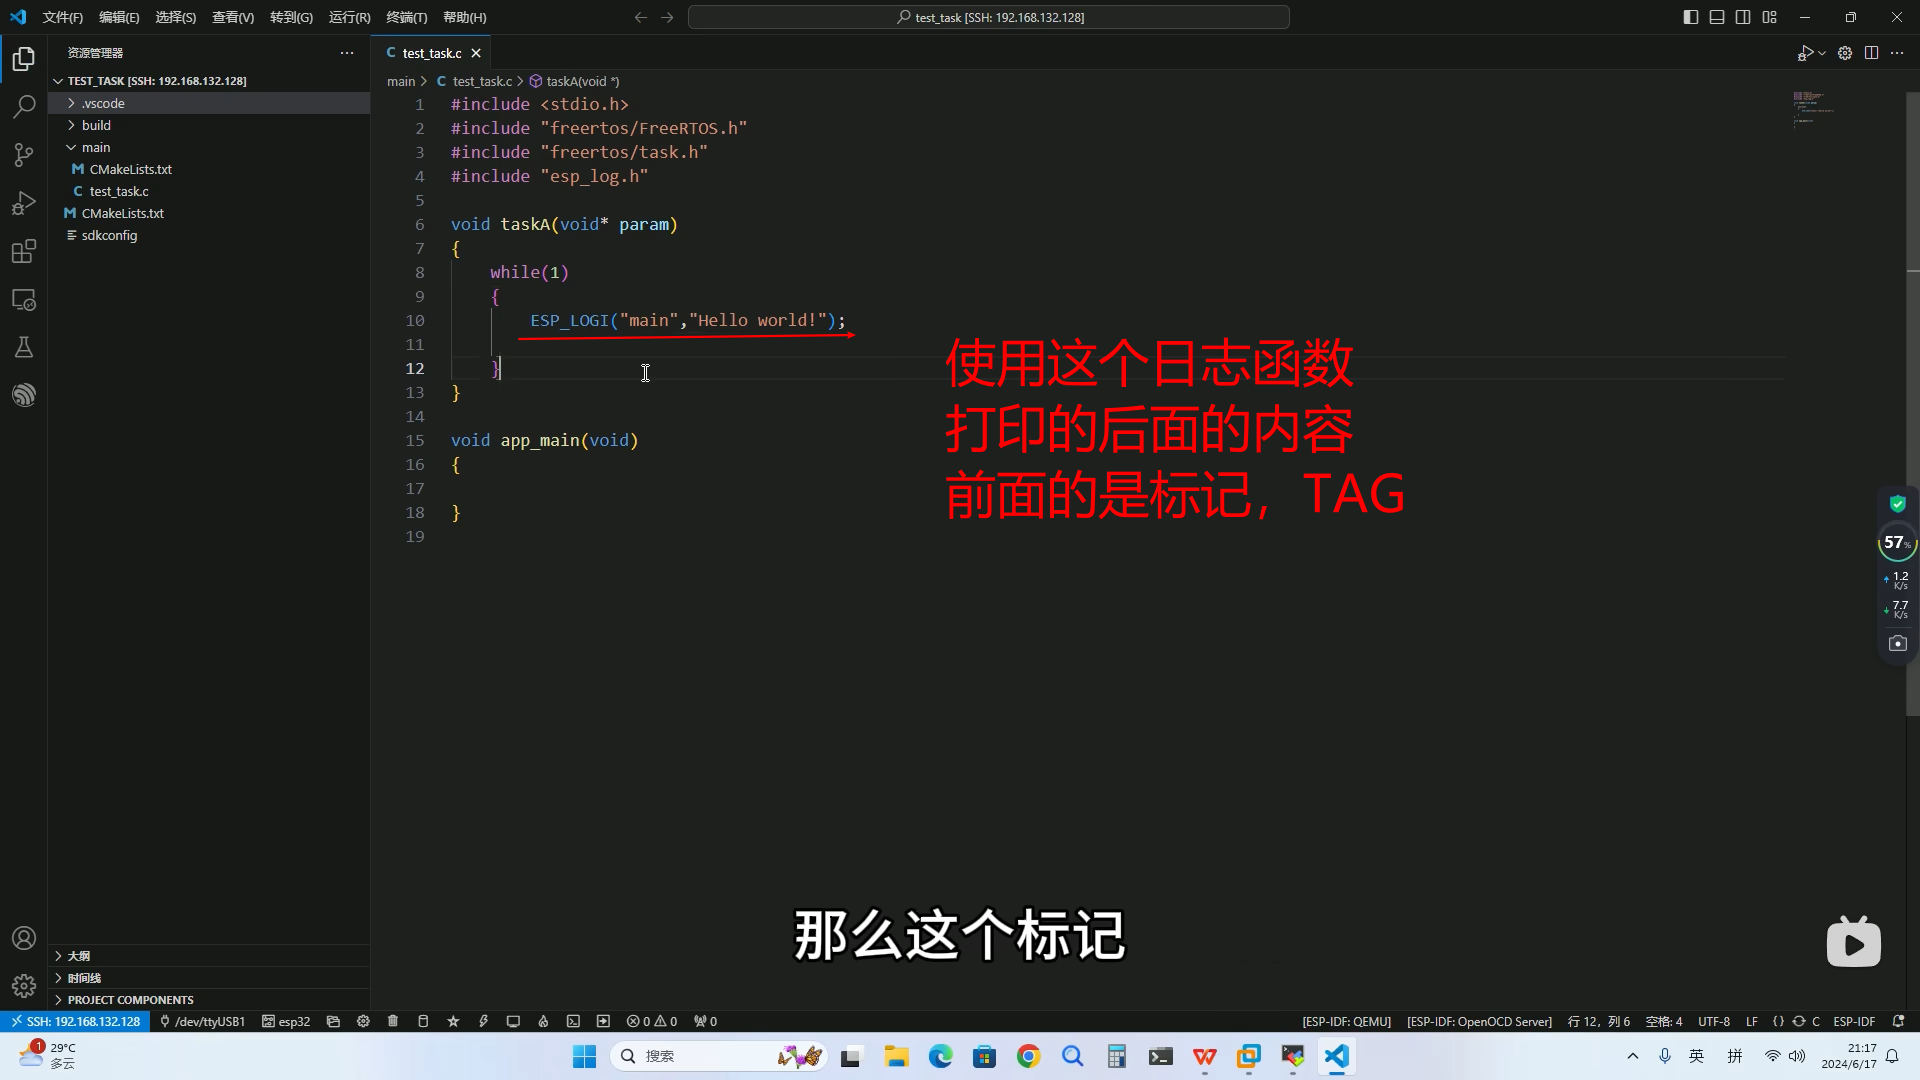 文件(F) 编辑(E) 选择(S) 查看(V) 转到(G) 运行(R) 终端(T) 帮助(H)
test_task [SSH: 192.168.132.128]
资源管理器
TEST_TASK [SSH: 192.168.132.128]
.vscode
build
main
CMakeLists.txt
test_task.c
CMakeLists.txt
sdkconfig
C test_task.c
main > C test_task.c > taskA(void *)
1 #include <stdio.h>
2 #include "freertos/FreeRTOS.h"
3 #include "freertos/task.h"
4 #include "esp_log.h"
5
6 void taskA(void* param)
7 {
8 while(1)
9 {
10 ESP_LOGI("main","Hello world!");
11
12 }
13 }
14
15 void app_main(void)
16 {
17
18 }
19
使用这个日志函数
打印的后面的内容
前面的是标记，TAG
57%
1.2
K/s
7.7
K/s
那么这个标记
大纲
时间线
PROJECT COMPONENTS
SSH: 192.168.132.128 /dev/ttyUSB1 esp32 0 0 0 [ESP-IDF: QEMU] [ESP-IDF: OpenOCD Server] 行 12，列 6 空格: 4 UTF-8 LF {} C ESP-IDF
1
29°C
多云
搜索
英 拼
21:17
2024/6/17